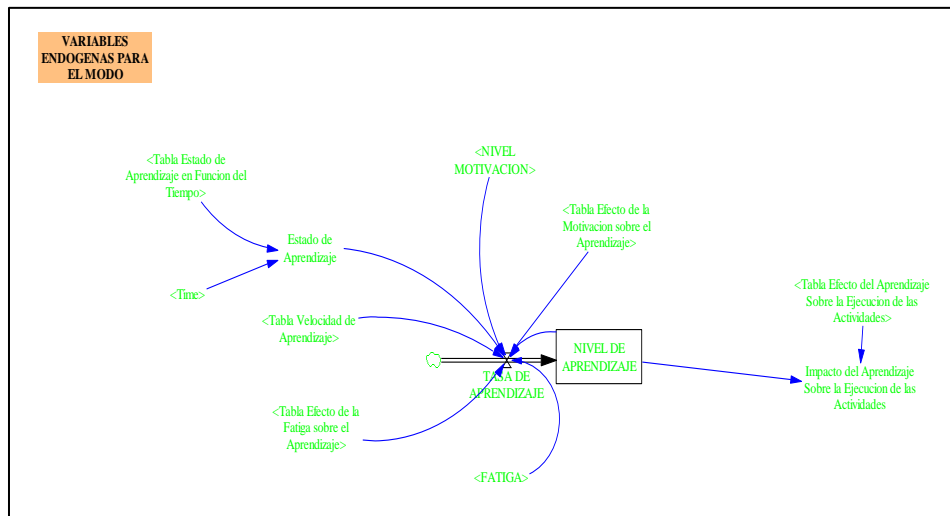 VARIABLES
ENDOGENAS PARA
EL MODO
<NIVEL
MOTIVACION>
<Tabla Estado de
Aprendizaje en Funcion del
Tiempo>
<Tabla Efecto de la
Motivacion sobre el
Aprendizaje>
Estado de
Aprendizaje
<Time>
<Tabla Efecto del Aprendizaje
Sobre la Ejecucion de las
Actividades>
<Tabla Velocidad de
Aprendizaje>
NIVEL DE
APRENDIZAJE
TASA DE
APRENDIZAJE
Impacto del Aprendizaje
Sobre la Ejecucion de las
Actividades
<Tabla Efecto de la
Fatiga sobre el
Aprendizaje>
<FATIGA>